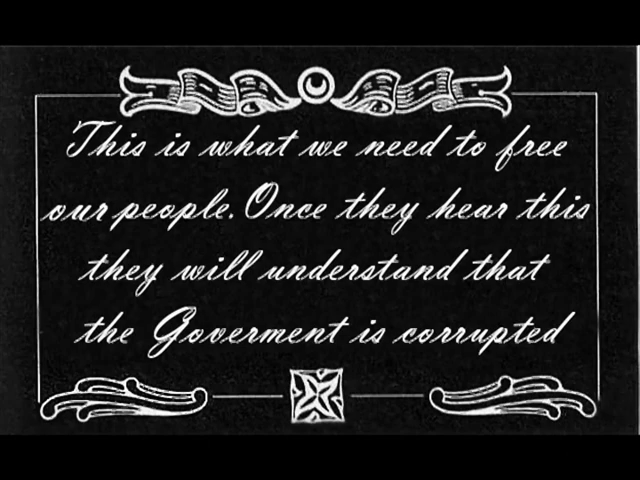 This is what we need to free
our people. Once they hear this
they will understand that
the Goverment is corrupted